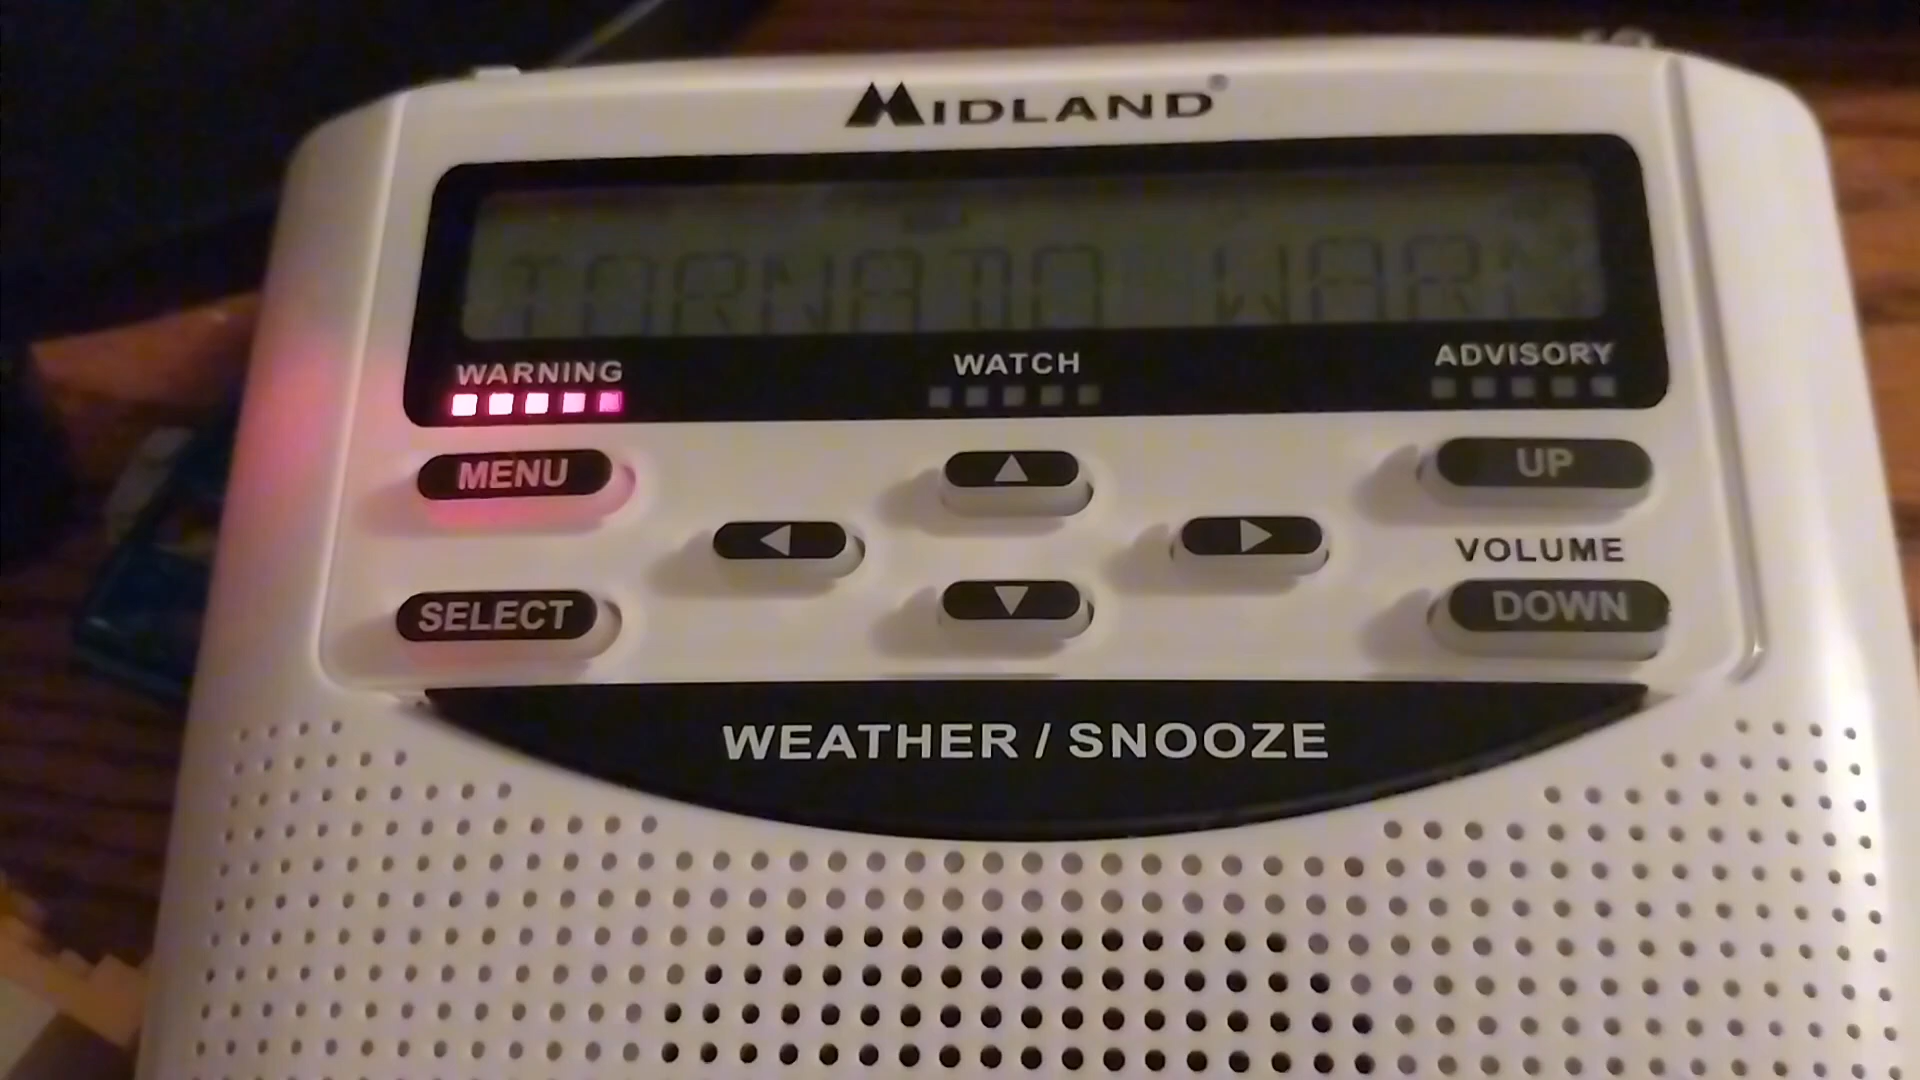 MIDLAND®
TORNADO WARN
WARNING
WATCH
ADVISORY
MENU
UP
VOLUME
SELECT
DOWN
WEATHER / SNOOZE